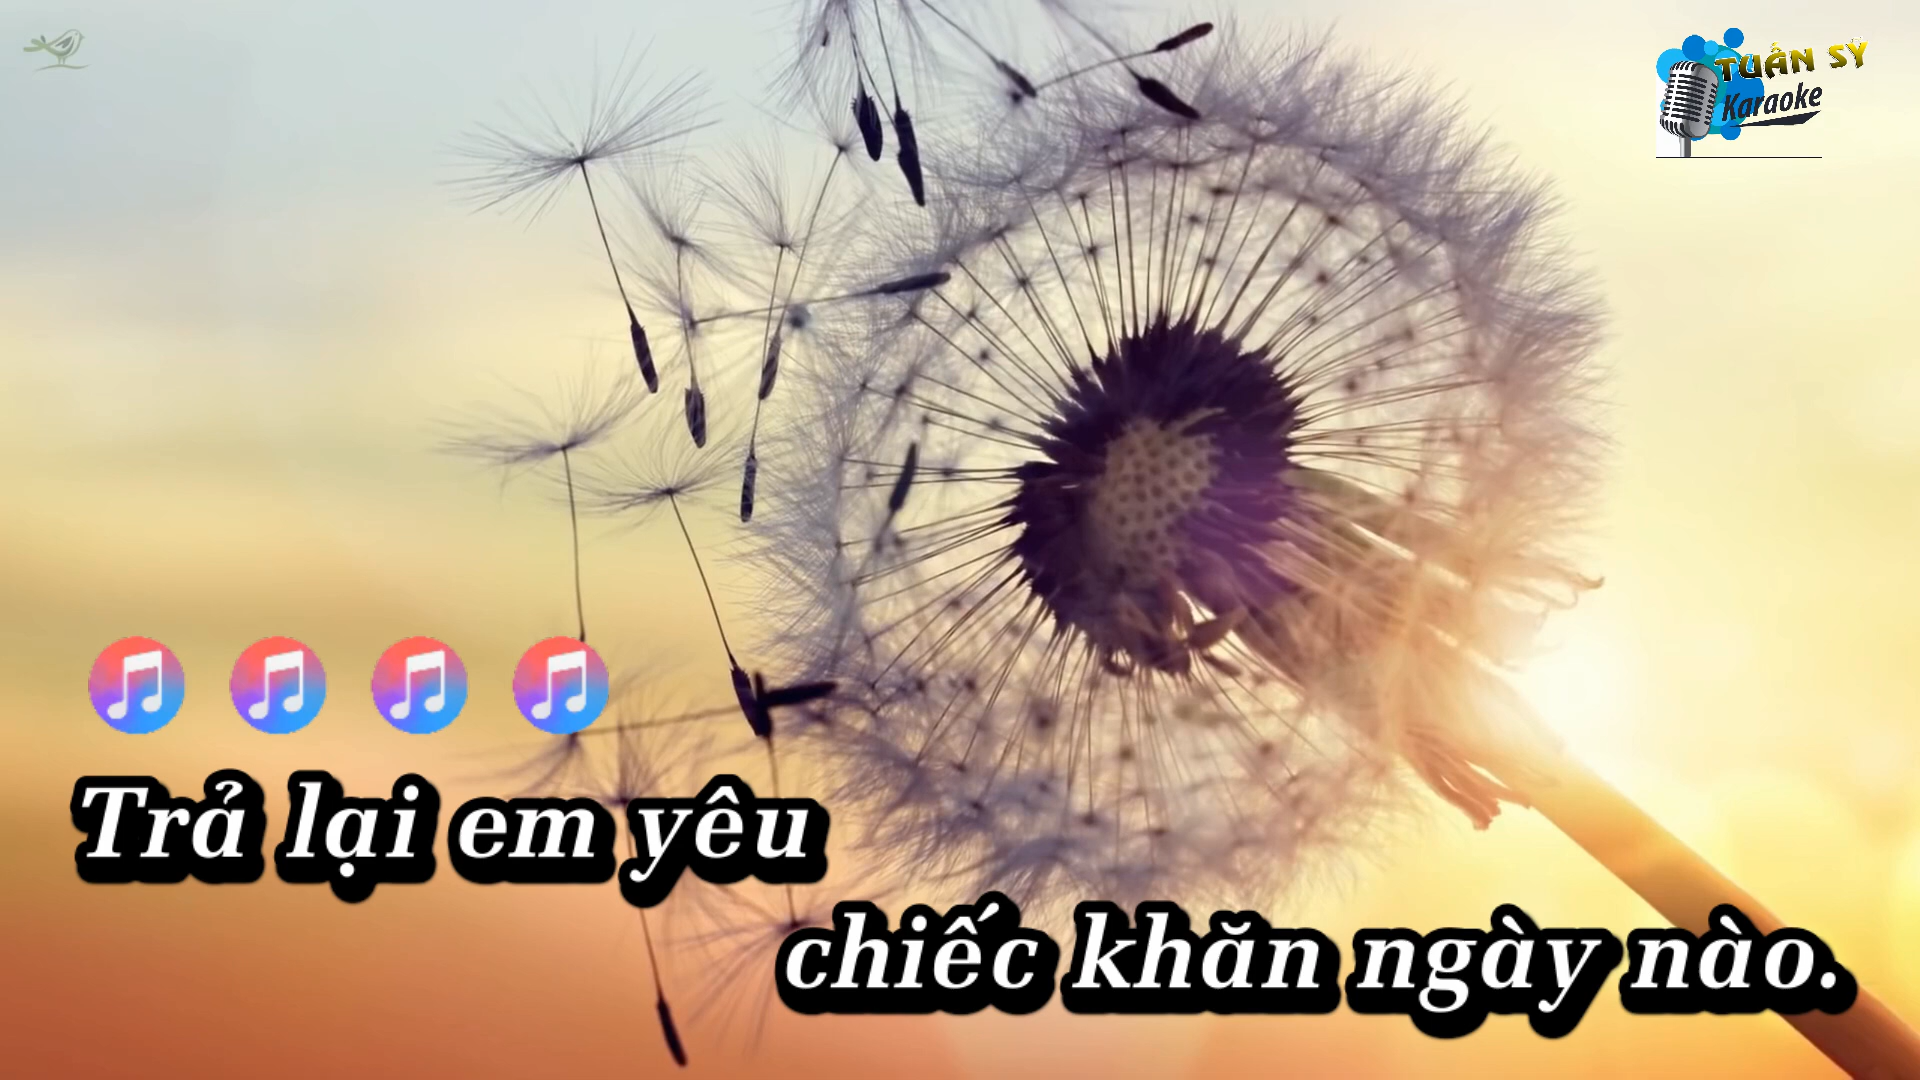 TUẤN SỸ
Karaoke
Trả lại em yêu
chiếc khăn ngày nào.